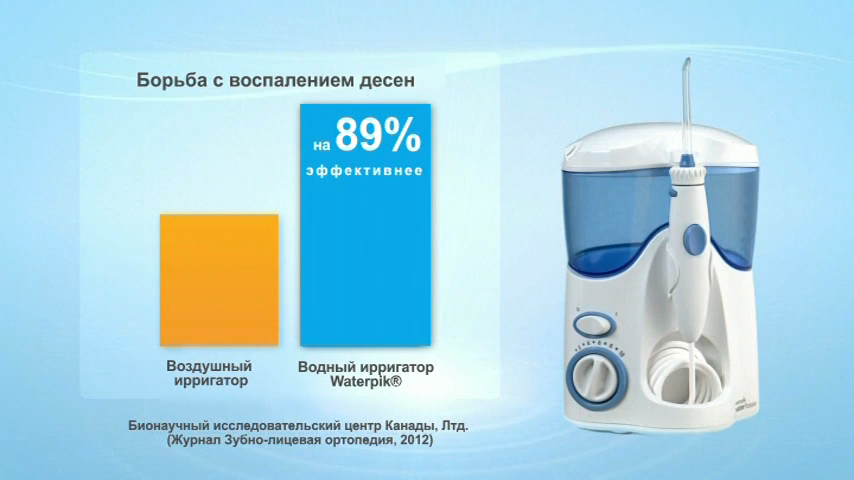 Борьба с воспалением десен
на 89%
эффективнее
Воздушный
ирригатор
Водный ирригатор
Waterpik®
Бионаучный исследовательский центр Канады, Лтд.
(Журнал Зубно-лицевая ортопедия, 2012)